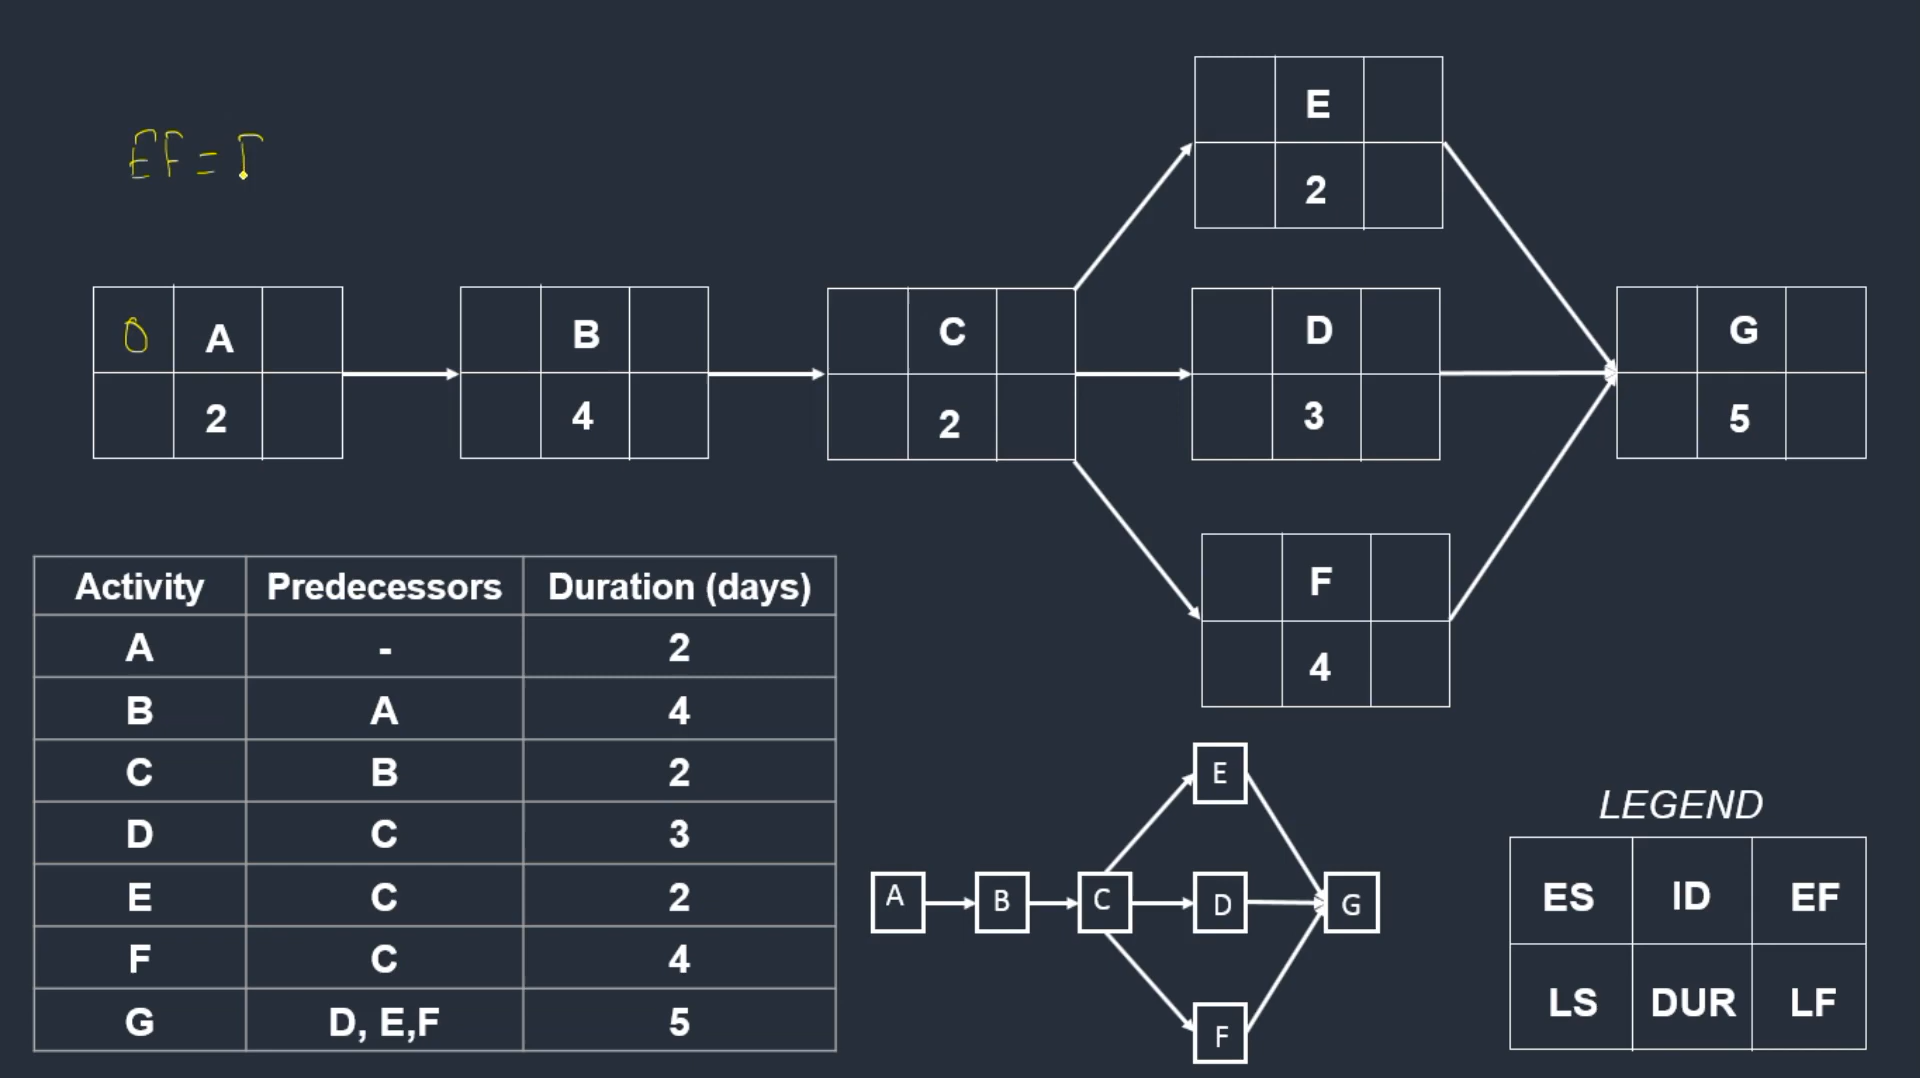 EF =
E
2
0 A
2
B
4
C
2
D
3
G
5
F
4
Activity Predecessors Duration (days)
A - 2
B A 4
C B 2
D C 3
E C 2
F C 4
G D, E,F 5
E
A B C D G
F
LEGEND
ES ID EF
LS DUR LF